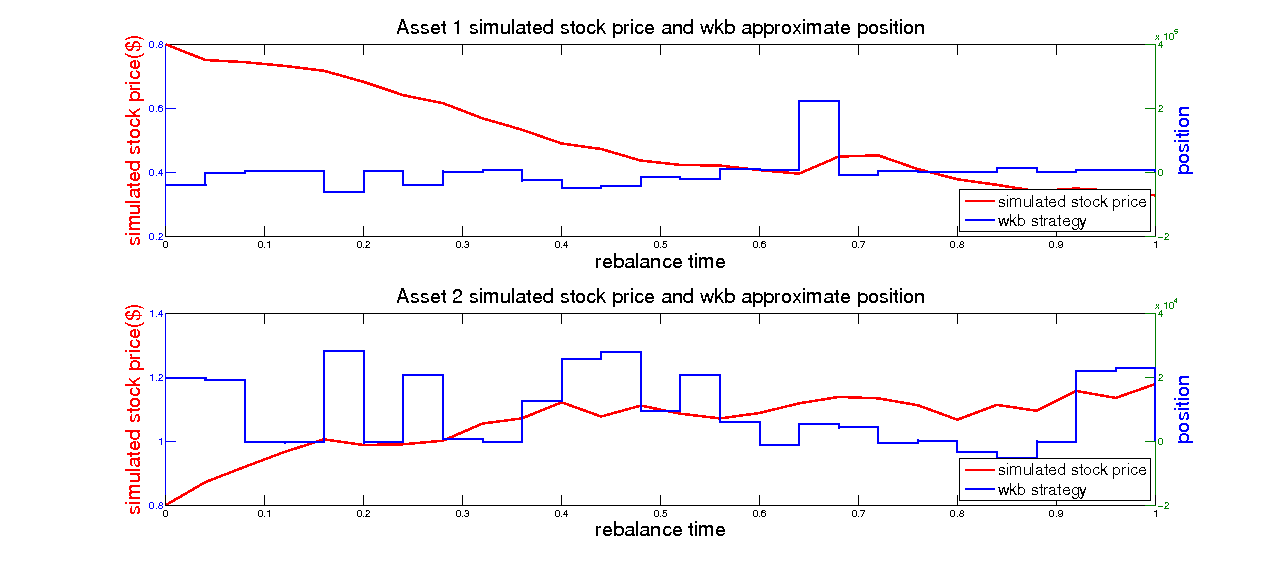 Asset 1 simulated stock price and wkb approximate position
x 10^5
simulated stock price($)
0.8
0.6
0.4
0.2
4
2
0
-2
position
simulated stock price
wkb strategy
0 0.1 0.2 0.3 0.4 0.5 0.6 0.7 0.8 0.9 1
rebalance time
Asset 2 simulated stock price and wkb approximate position
x 10^4
simulated stock price($)
1.4
1.2
1
0.8
4
2
0
-2
position
simulated stock price
wkb strategy
0 0.1 0.2 0.3 0.4 0.5 0.6 0.7 0.8 0.9 1
rebalance time